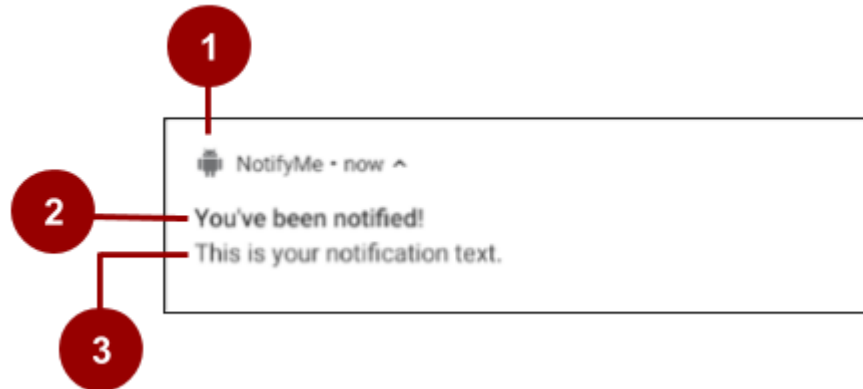 1
NotifyMe • now ^
2
You've been notified!
This is your notification text.
3